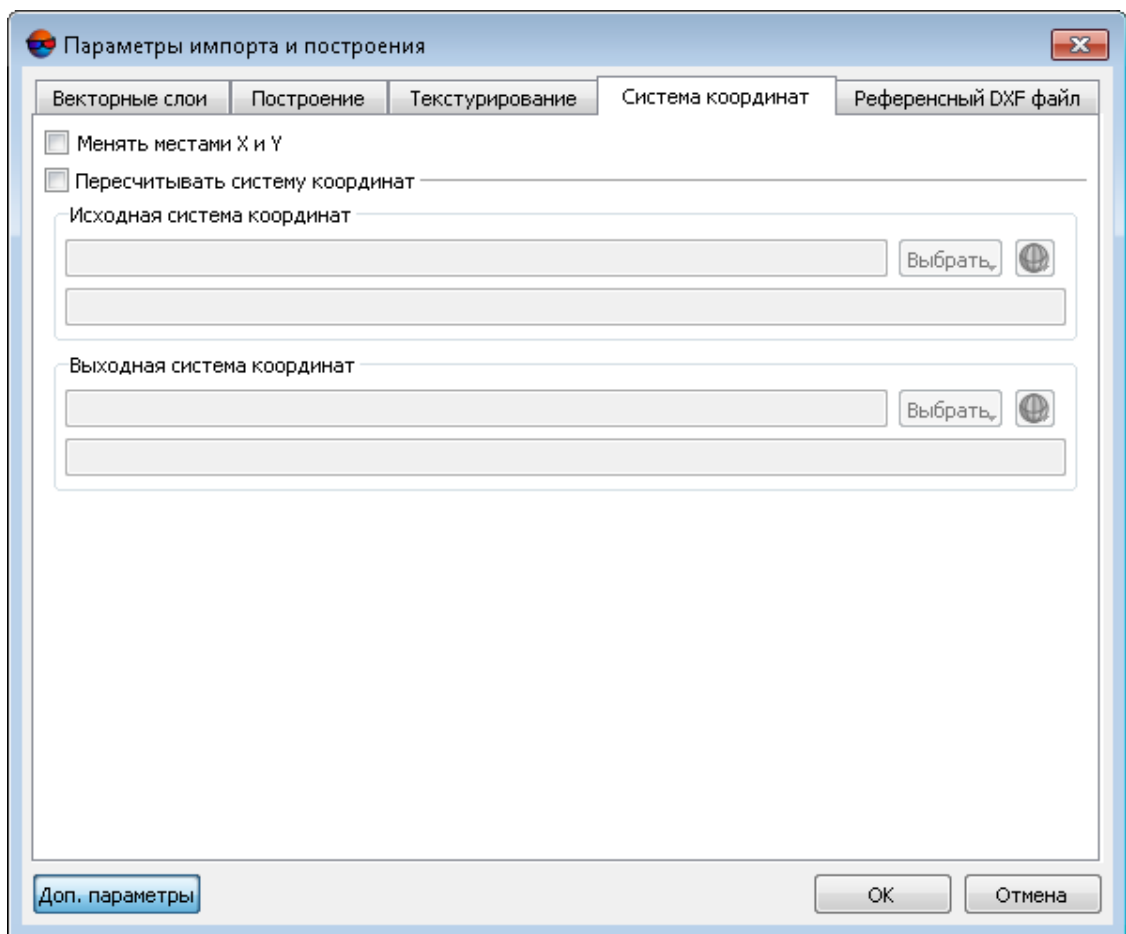 Параметры импорта и построения
Векторные слои Построение Текстурирование Система координат Референсный DXF файл
Менять местами X и Y
Пересчитывать систему координат
Исходная система координат
Выбрать
Выходная система координат
Выбрать
Доп. параметры OK Отмена